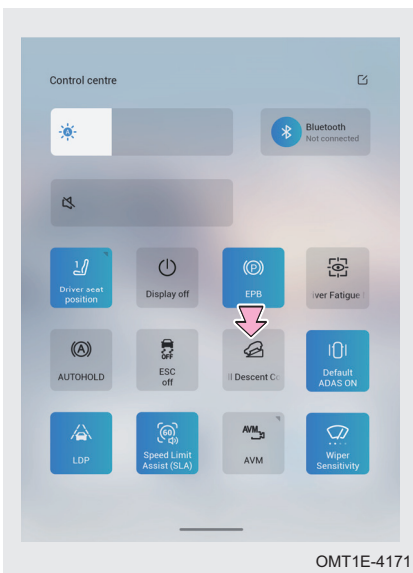 Control centre
A
Bluetooth
Not connected
1
Driver seat
position
Display off
(P)
EPB
iver Fatigue
(A)
AUTOHOLD
OFF
ESC
off
ll Descent Co
Default
ADAS ON
LDP
60
Speed Limit
Assist (SLA)
AVM
AVM
Wiper
Sensitivity
OMT1E-4171